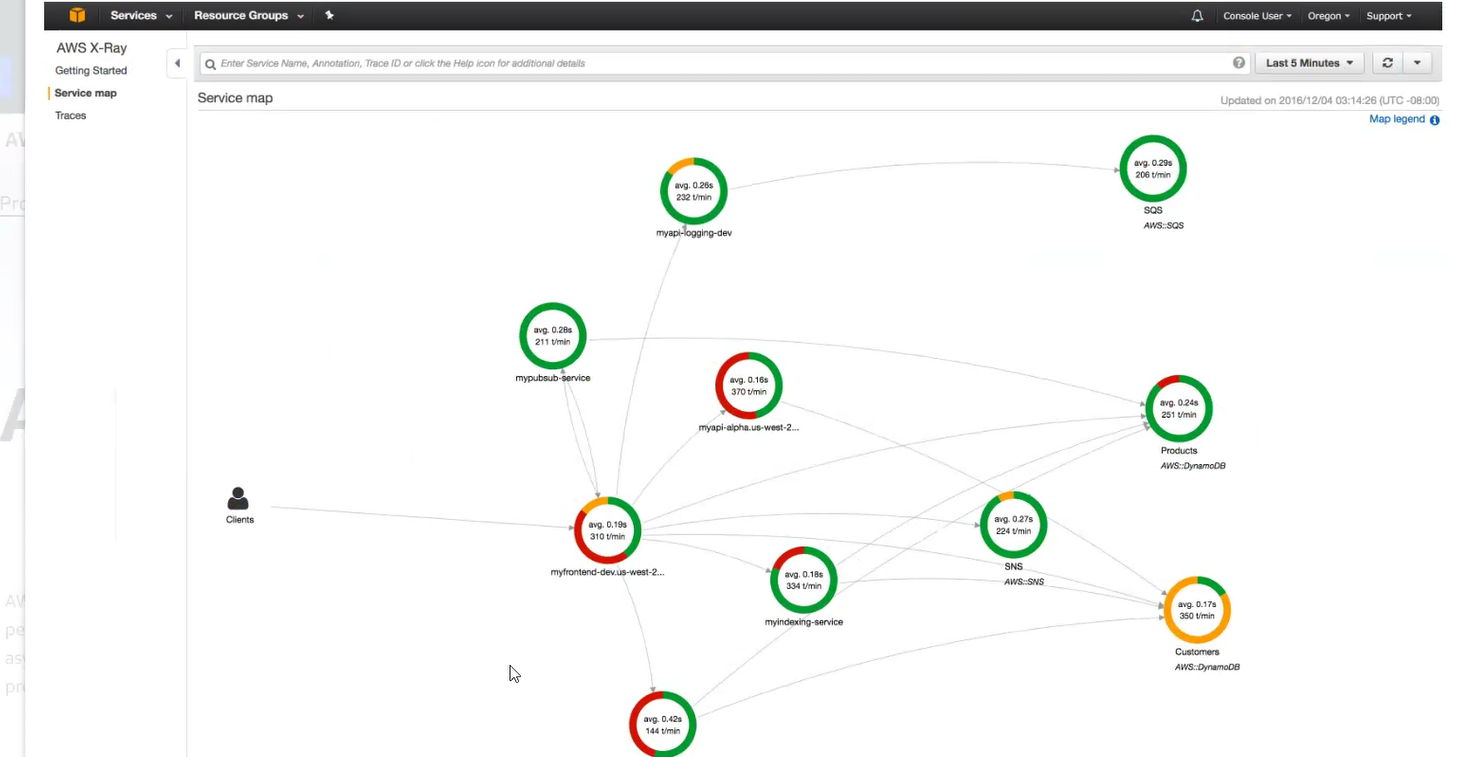 Services
Resource Groups
Console User
Oregon
Support
AWS X-Ray
Getting Started
Service map
Traces
Enter Service Name, Annotation, Trace ID or click the Help icon for additional details
Last 5 Minutes
Service map
Updated on 2016/12/04 03:14:26 (UTC -08:00)
Map legend
avg. 0.29s
206 t/min
SQS
AWS::SQS
avg. 0.26s
232 t/min
myapi-logging-dev
avg. 0.28s
211 t/min
mypubsub-service
avg. 0.16s
370 t/min
myapi-alpha.us-west-2...
avg. 0.24s
251 t/min
Products
AWS::DynamoDB
Clients
avg. 0.19s
310 t/min
myfrontend-dev.us-west-2...
avg. 0.27s
224 t/min
SNS
AWS::SNS
avg. 0.18s
334 t/min
myindexing-service
avg. 0.17s
350 t/min
Customers
AWS::DynamoDB
avg. 0.42s
144 t/min
AW
Pro
A
AW
pe
as
pr